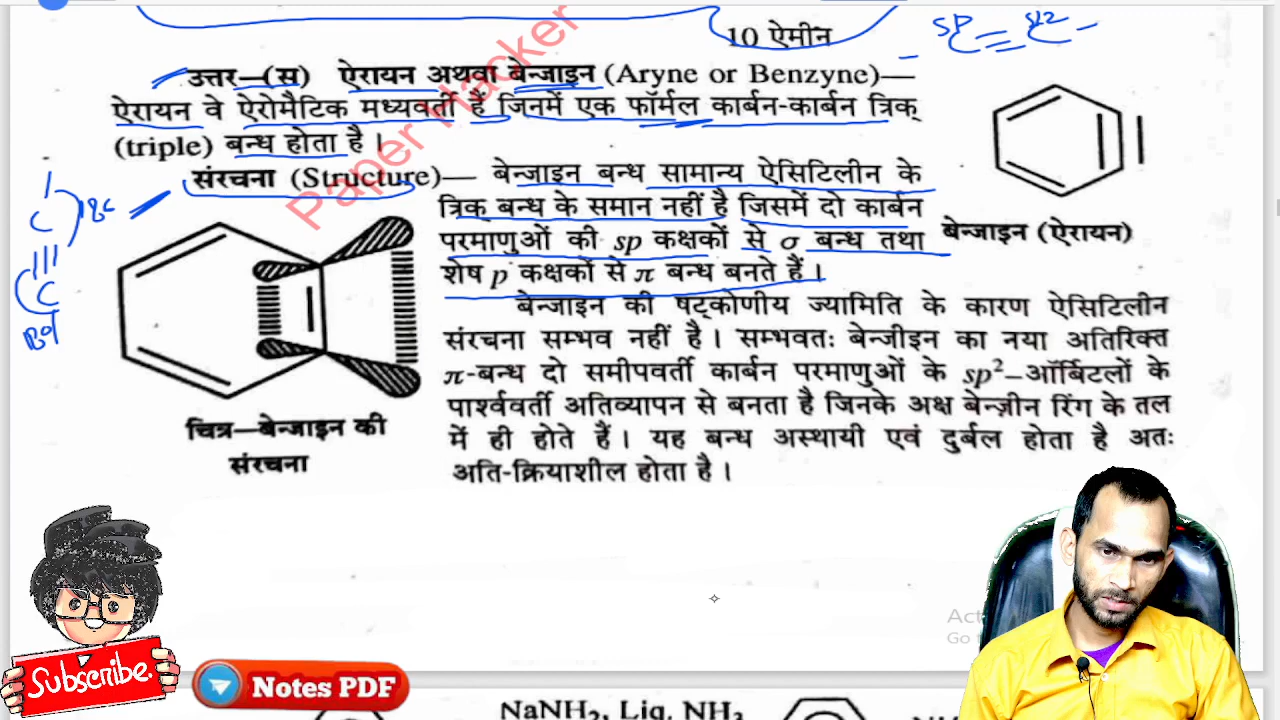 10 ऐमीन
sp sp2
उत्तर—(स) ऐरायन अथवा बेन्जाइन (Aryne or Benzyne)—
ऐरायन वे ऐरोमैटिक मध्यवर्ती हैं जिनमें एक फॉर्मल कार्बन-कार्बन त्रिक्
(triple) बन्ध होता है।
संरचना (Structure)— बेन्जाइन बन्ध सामान्य ऐसिटिलीन के
त्रिक् बन्ध के समान नहीं है जिसमें दो कार्बन
परमाणुओं की sp कक्षकों से σ बन्ध तथा
शेष p कक्षकों से π बन्ध बनते हैं।
बेन्जाइन (ऐरायन)
C
C
180
बेन्जाइन की षट्कोणीय ज्यामिति के कारण ऐसिटिलीन
संरचना सम्भव नहीं है। सम्भवतः बेन्जीइन का नया अतिरिक्त
π-बन्ध दो समीपवर्ती कार्बन परमाणुओं के sp²–ऑर्बिटलों के
पार्श्ववर्ती अतिव्यापन से बनता है जिनके अक्ष बेन्ज़ीन रिंग के तल
में ही होते हैं। यह बन्ध अस्थायी एवं दुर्बल होता है अतः
अति-क्रियाशील होता है।
चित्र—बेन्जाइन की
संरचना
Paper Hacker
Subscribe.
Notes PDF
NaNH₂, Liq. NH₃